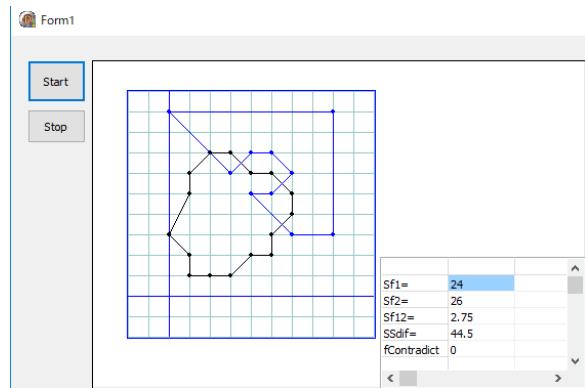 Form1
Start
Stop
Sf1= 24
Sf2= 26
Sf12= 2.75
SSdif= 44.5
fContradict 0